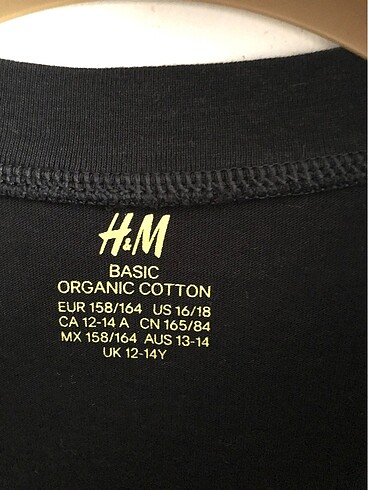 H&M
BASIC
ORGANIC COTTON
EUR 158/164 US 16/18
CA 12-14 A CN 165/84
MX 158/164 AUS 13-14
UK 12-14Y